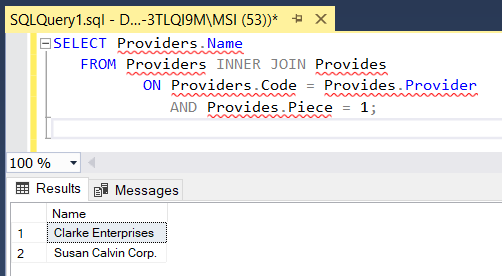 SQLQuery1.sql - D...-3TLQI9M\MSI (53))*
SELECT Providers.Name
FROM Providers INNER JOIN Provides
ON Providers.Code = Provides.Provider
AND Provides.Piece = 1;
100 %
Results Messages
Name
1 Clarke Enterprises
2 Susan Calvin Corp.